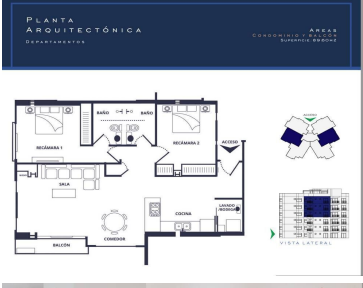 PLANTA
ARQUITECTÓNICA
DEPARTAMENTOS
AREAS
CONDOMINIO Y BALCÓN
BAÑO
BAÑO
RECÁMARA 1
RECÁMARA 2
ACCESO
SALA
COCINA
LAVADO
/BODEGA
COMEDOR
BALCÓN
VISTA LATERAL